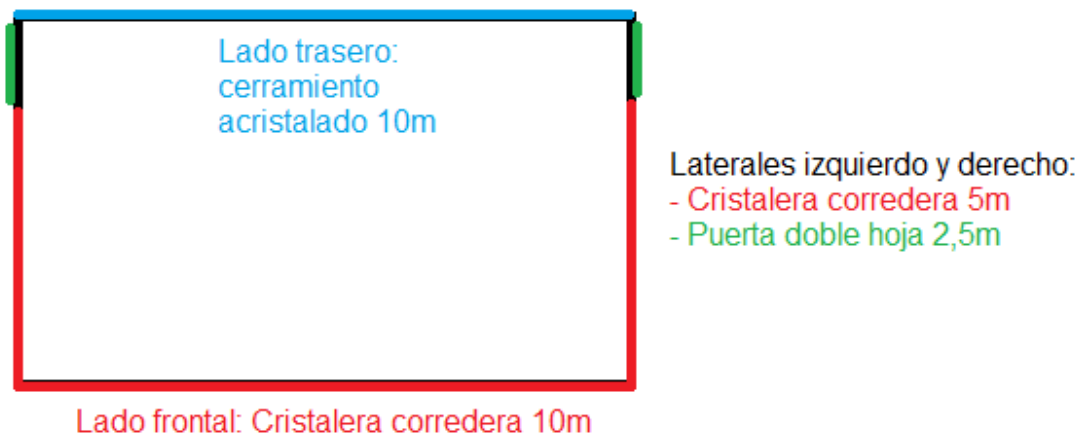 Lado trasero:
cerramiento
acristalado 10m
Laterales izquierdo y derecho:
- Cristalera corredera 5m
- Puerta doble hoja 2,5m
Lado frontal: Cristalera corredera 10m